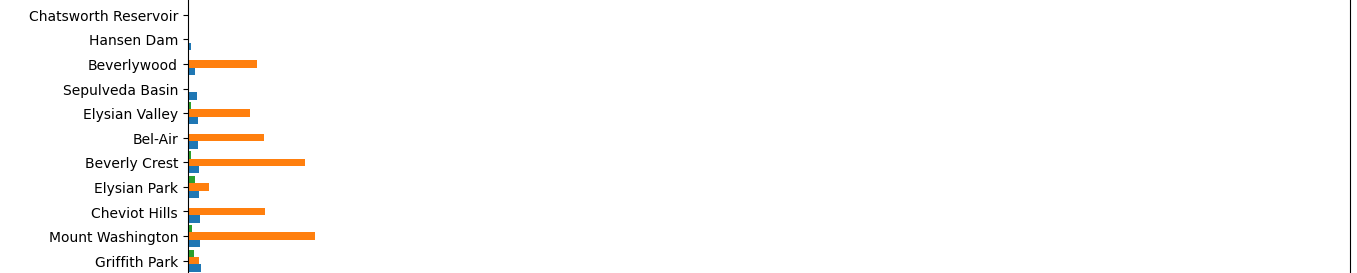 Chatsworth Reservoir
Hansen Dam
Beverlywood
Sepulveda Basin
Elysian Valley
Bel-Air
Beverly Crest
Elysian Park
Cheviot Hills
Mount Washington
Griffith Park